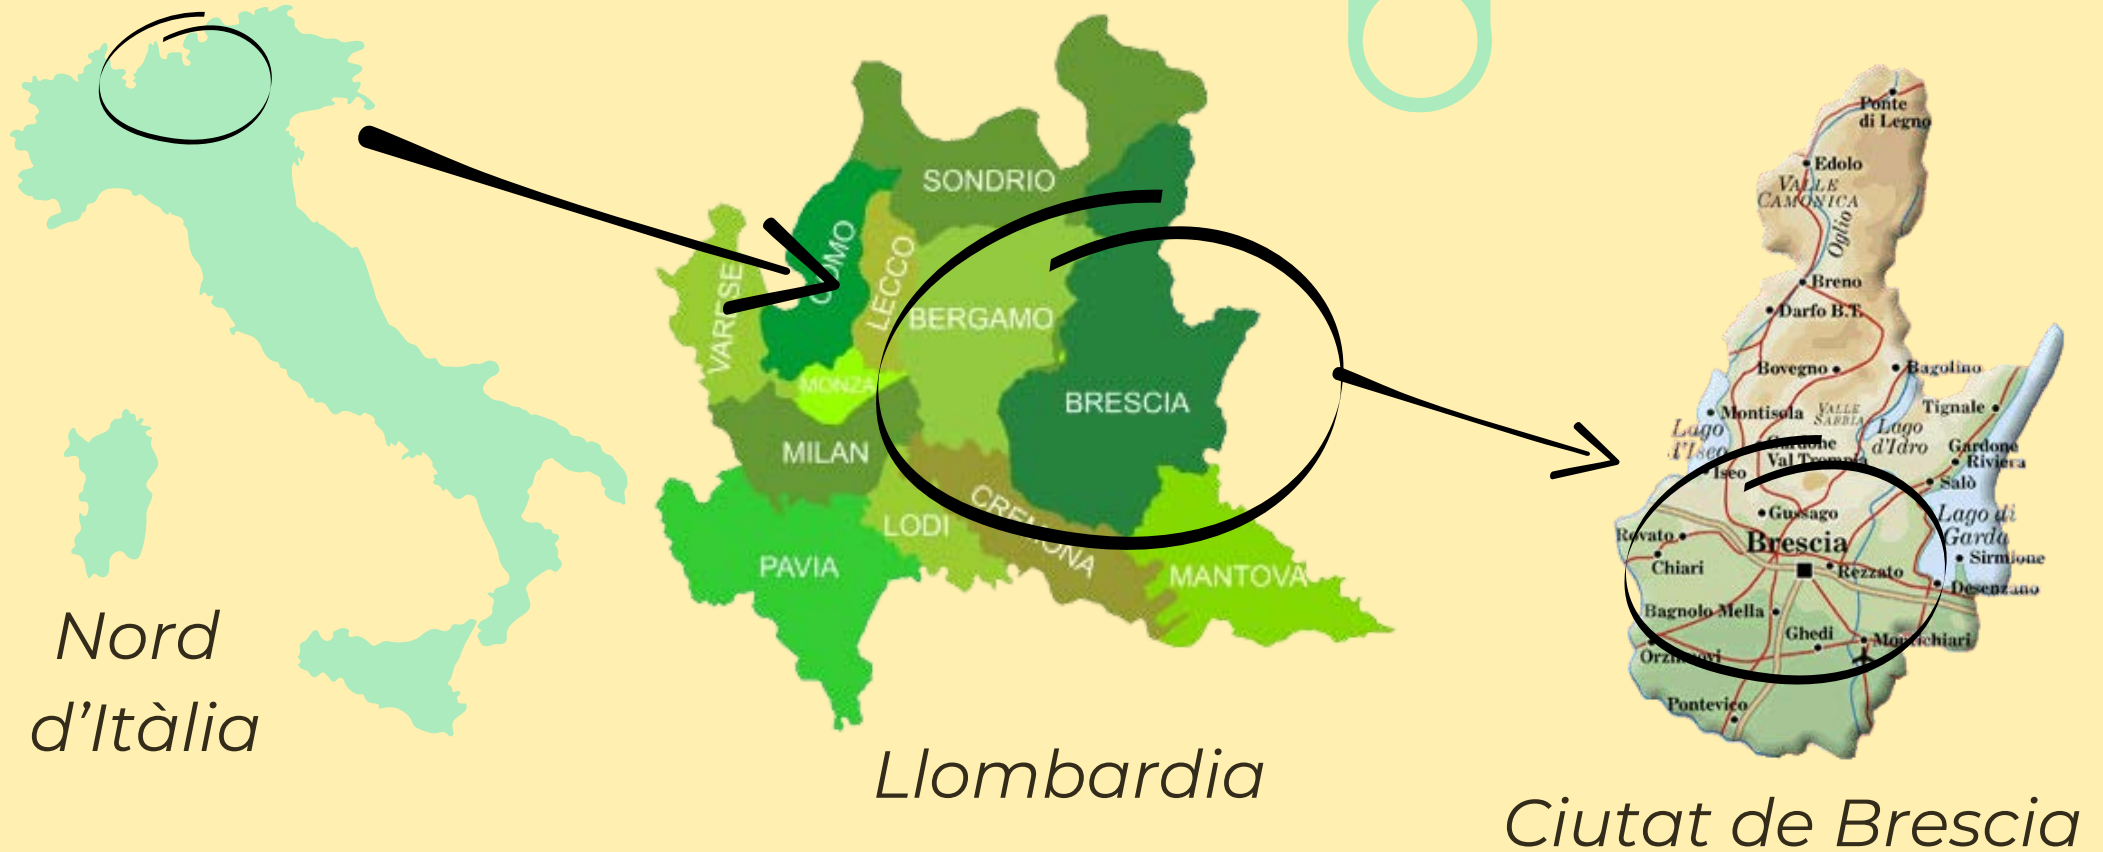 Nord
d'Itàlia
SONDRIO
COMO
LECCO
VARESE
BERGAMO
MONZA
BRESCIA
MILAN
CREMONA
LODI
PAVIA
MANTOVA
Llombardia
Ponte
di Legno
Edolo
VALLE
CAMONICA
Oglio
Breno
Darfo B.T.
Bovegno
Bagolino
Montisola
VALLE
SABBIA
Tignale
Lago
d'Iseo
Lago
d'Idro
Gardone
Val Trompia
Gardone
Riviera
Iseo
Salò
Gussago
Lago di
Garda
Rovato
Brescia
Sirmione
Chiari
Rezzato
Desenzano
Bagnolo Mella
Ghedi
Montichiari
Orzinuovi
Pontevico
Ciutat de Brescia